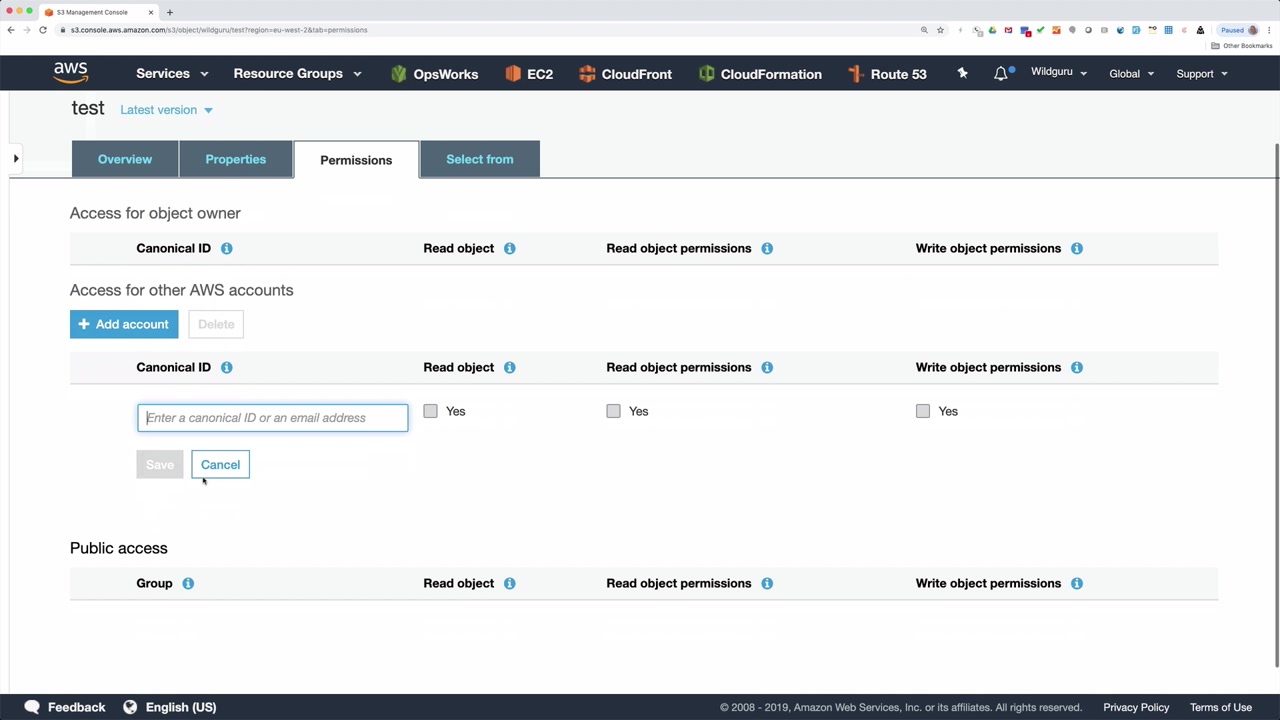 S3 Management Console
s3.console.aws.amazon.com/s3/object/wildguru/test?region=eu-west-2&tab=permissions
Paused
Other Bookmarks
aws
Services
Resource Groups
OpsWorks
EC2
CloudFront
CloudFormation
Route 53
Wildguru
Global
Support
test
Latest version
Overview
Properties
Permissions
Select from
Access for object owner
Canonical ID
Read object
Read object permissions
Write object permissions
Access for other AWS accounts
+ Add account
Delete
Canonical ID
Read object
Read object permissions
Write object permissions
Enter a canonical ID or an email address
Yes
Yes
Yes
Save
Cancel
Public access
Group
Read object
Read object permissions
Write object permissions
Feedback
English (US)
© 2008 - 2019, Amazon Web Services, Inc. or its affiliates. All rights reserved.
Privacy Policy
Terms of Use